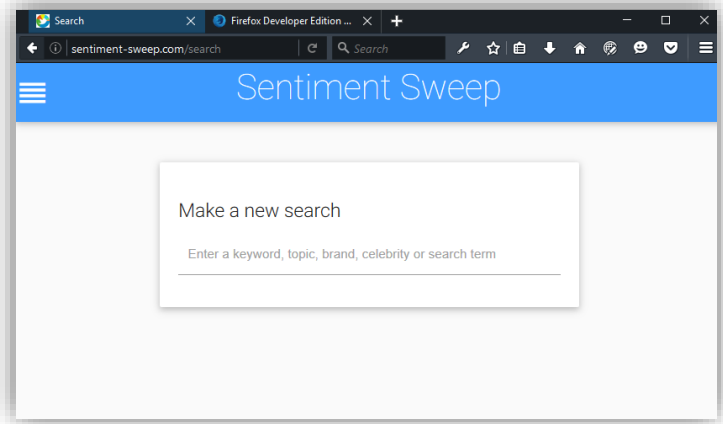 Search
Firefox Developer Edition ...
sentiment-sweep.com/search
Search
Sentiment Sweep
Make a new search
Enter a keyword, topic, brand, celebrity or search term